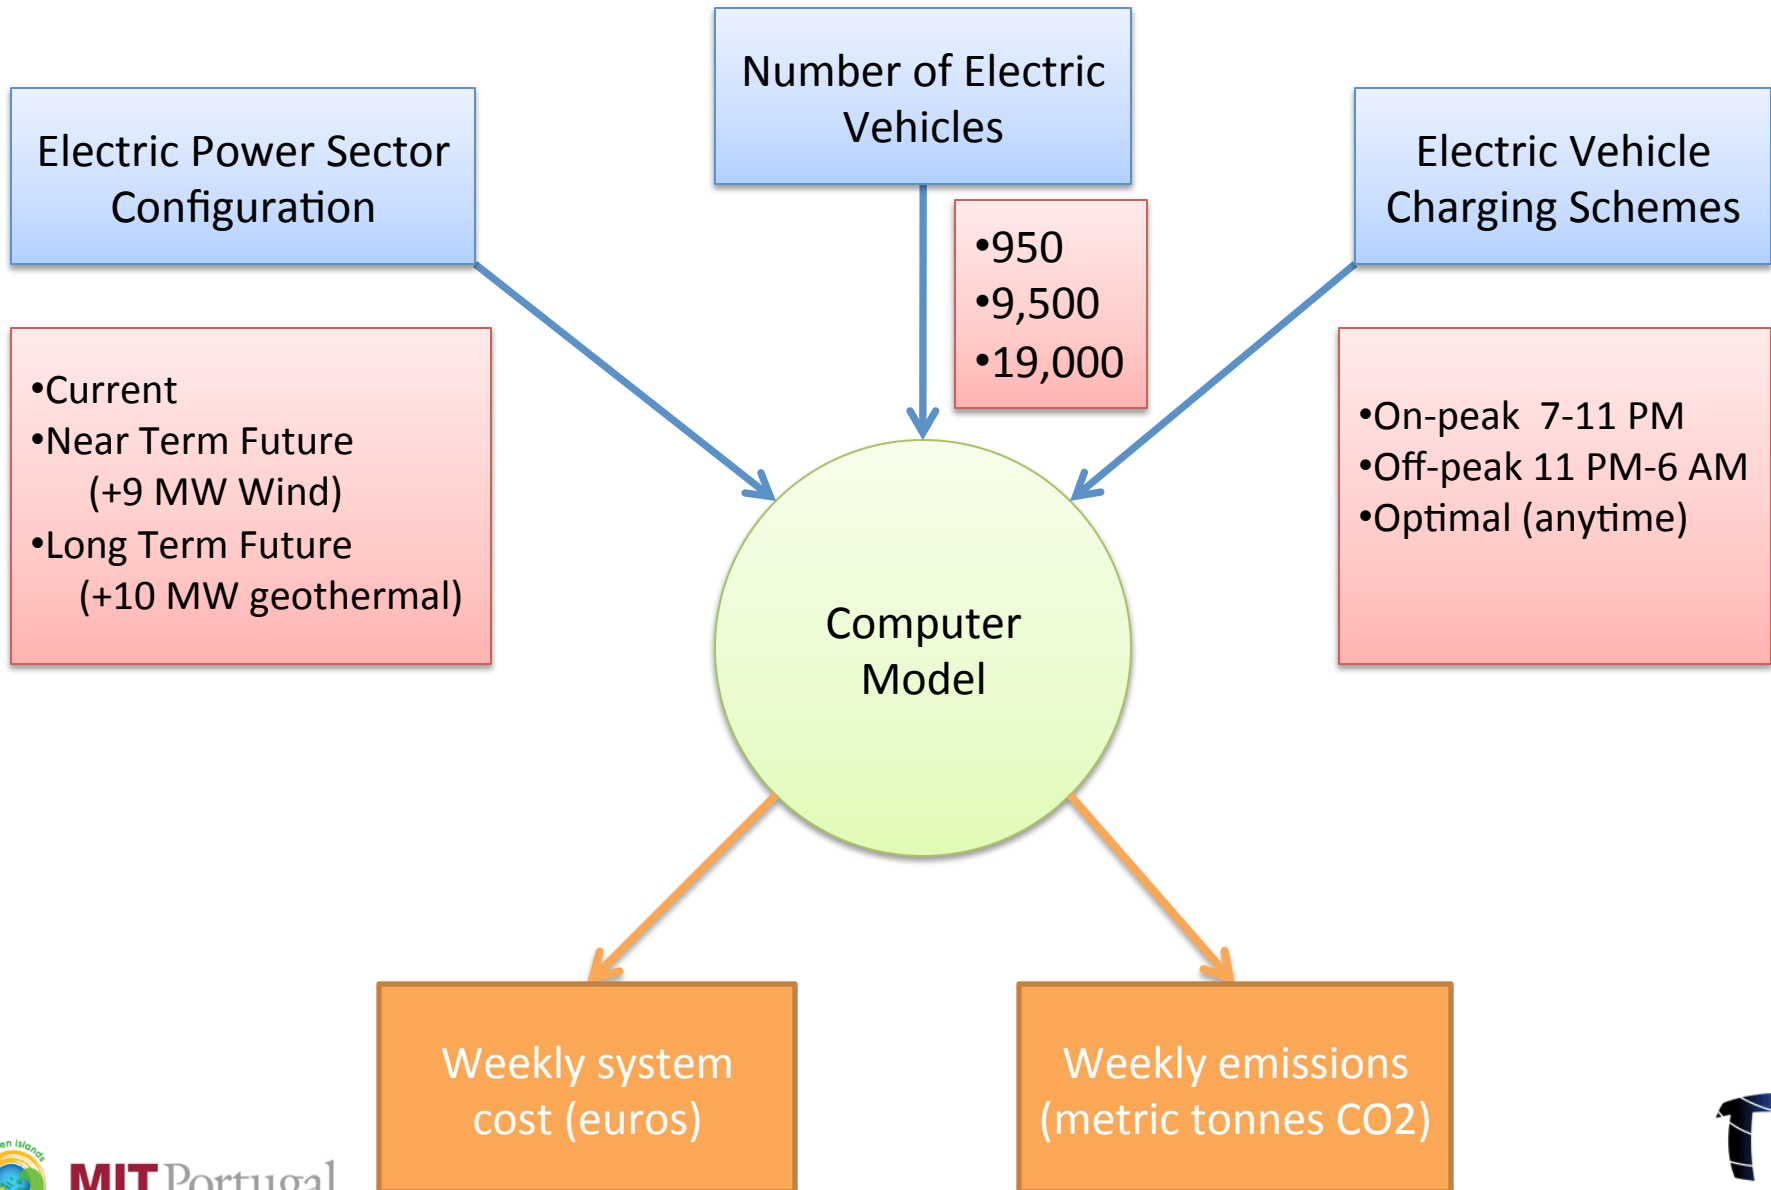 Number of Electric
Vehicles
Electric Power Sector
Configuration
Electric Vehicle
Charging Schemes
•950
•9,500
•19,000
•Current
•Near Term Future
(+9 MW Wind)
•Long Term Future
(+10 MW geothermal)
•On-peak 7-11 PM
•Off-peak 11 PM-6 AM
•Optimal (anytime)
Computer
Model
Weekly system
cost (euros)
Weekly emissions
(metric tonnes CO2)
en Islands
MIT Portugal